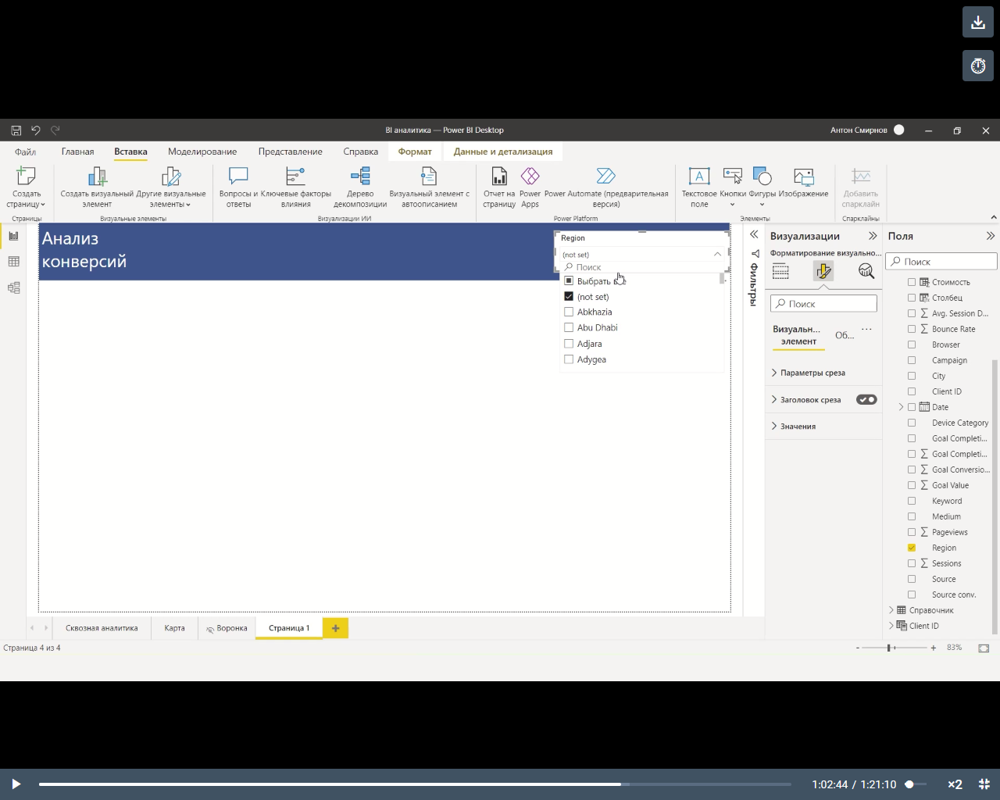 BI аналитика — Power BI Desktop
Антон Смирнов
Файл
Главная
Вставка
Моделирование
Представление
Справка
Формат
Данные и детализация
Создать страницу
Создать визуальный элемент
Другие визуальные элементы
Вопросы и ответы
Ключевые факторы влияния
Дерево декомпозиции
Визуальный элемент с автоописанием
Отчет на страницу
Power Apps
Power Automate (предварительная версия)
Текстовое поле
Кнопки
Фигуры
Изображение
Добавить спарклайн
Страницы
Визуальные элементы
Визуализации ИИ
Power Platform
Элементы
Спарклайны
Анализ
конверсий
Region
(not set)
Поиск
Выбрать
(not set)
Abkhazia
Abu Dhabi
Adjara
Adygea
Фильтры
Визуализации
Форматирование визуально...
Поиск
Визуальн...
элемент
Об...
...
Параметры среза
Заголовок среза
Значения
Поля
Поиск
Стоимость
Столбец
Avg. Session D...
Bounce Rate
Browser
Campaign
City
Client ID
Date
Device Category
Goal Completi...
Goal Completi...
Goal Conversio...
Goal Value
Keyword
Medium
Pageviews
Region
Sessions
Source
Source conv.
Справочник
Client ID
Сквозная аналитика
Карта
Воронка
Страница 1
Страница 4 из 4
- + 83%
1:02:44 / 1:21:10
×2